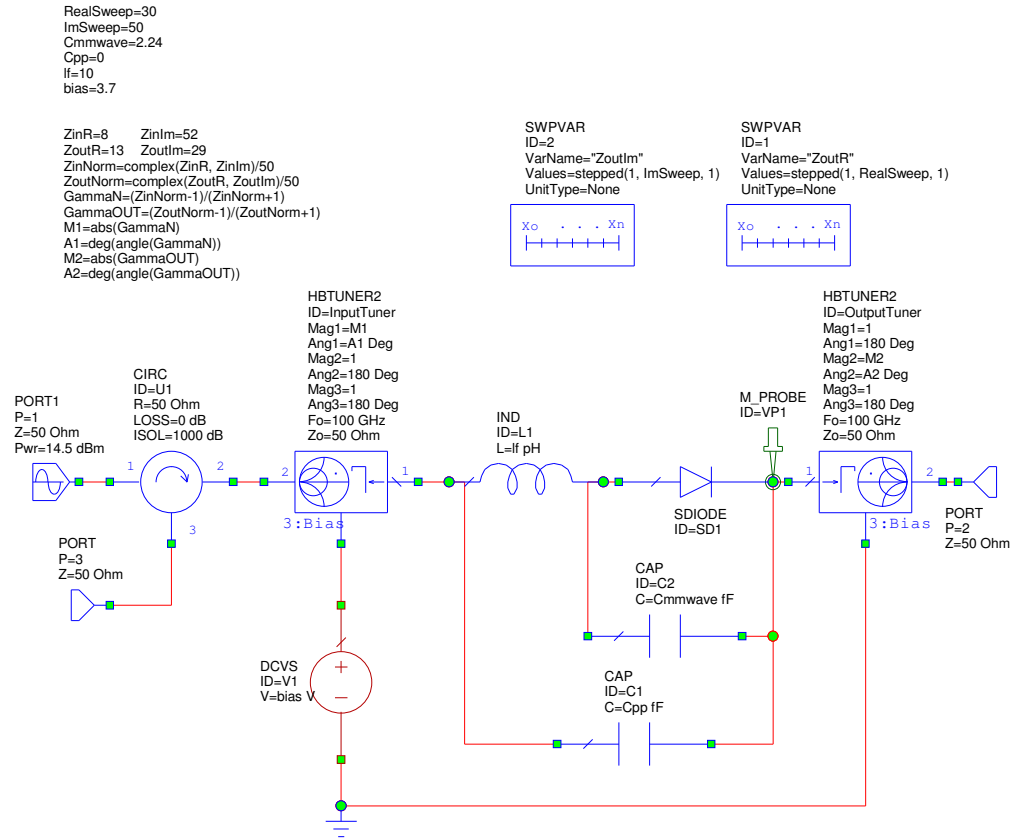 RealSweep=30
ImSweep=50
Cmmwave=2.24
Cpp=0
lf=10
bias=3.7
ZinR=8 ZinIm=52
ZoutR=13 ZoutIm=29
ZinNorm=complex(ZinR, ZinIm)/50
ZoutNorm=complex(ZoutR, ZoutIm)/50
GammaN=(ZinNorm-1)/(ZinNorm+1)
GammaOUT=(ZoutNorm-1)/(ZoutNorm+1)
M1=abs(GammaN)
A1=deg(angle(GammaN))
M2=abs(GammaOUT)
A2=deg(angle(GammaOUT))
SWPVAR
ID=2
VarName="ZoutIm"
Values=stepped(1, ImSweep, 1)
UnitType=None
Xo . . . Xn
SWPVAR
ID=1
VarName="ZoutR"
Values=stepped(1, RealSweep, 1)
UnitType=None
Xo . . . Xn
PORT1
P=1
Z=50 Ohm
Pwr=14.5 dBm
CIRC
ID=U1
R=50 Ohm
LOSS=0 dB
ISOL=1000 dB
1
2
3
PORT
P=3
Z=50 Ohm
HBTUNER2
ID=InputTuner
Mag1=M1
Ang1=A1 Deg
Mag2=1
Ang2=180 Deg
Mag3=1
Ang3=180 Deg
Fo=100 GHz
Zo=50 Ohm
2
1
3:Bias
DCVS
ID=V1
V=bias V
IND
ID=L1
L=lf pH
SDIODE
ID=SD1
M_PROBE
ID=VP1
CAP
ID=C2
C=Cmmwave fF
CAP
ID=C1
C=Cpp fF
HBTUNER2
ID=OutputTuner
Mag1=1
Ang1=180 Deg
Mag2=M2
Ang2=A2 Deg
Mag3=1
Ang3=180 Deg
Fo=100 GHz
Zo=50 Ohm
1
2
3:Bias
PORT
P=2
Z=50 Ohm